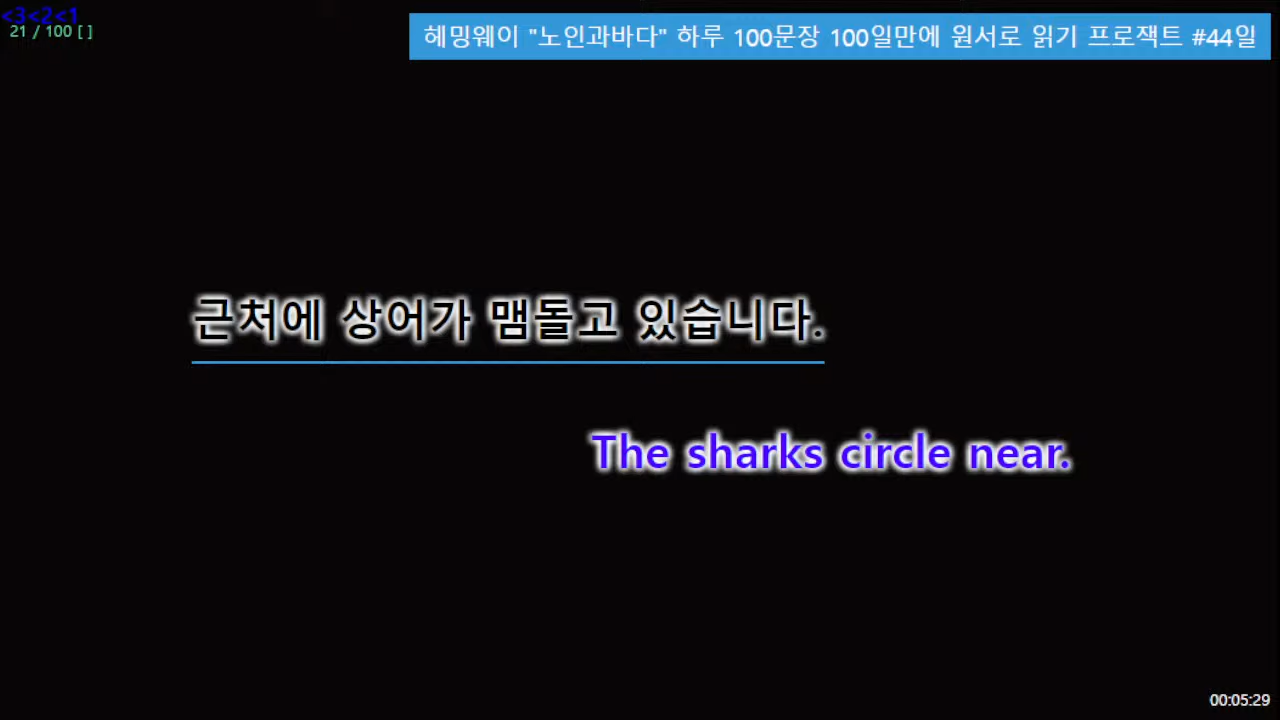 <3<2<1
21 / 100 [ ]
헤밍웨이 "노인과바다" 하루 100문장 100일만에 원서로 읽기 프로잭트 #44일
근처에 상어가 맴돌고 있습니다.
The sharks circle near.
00:05:29